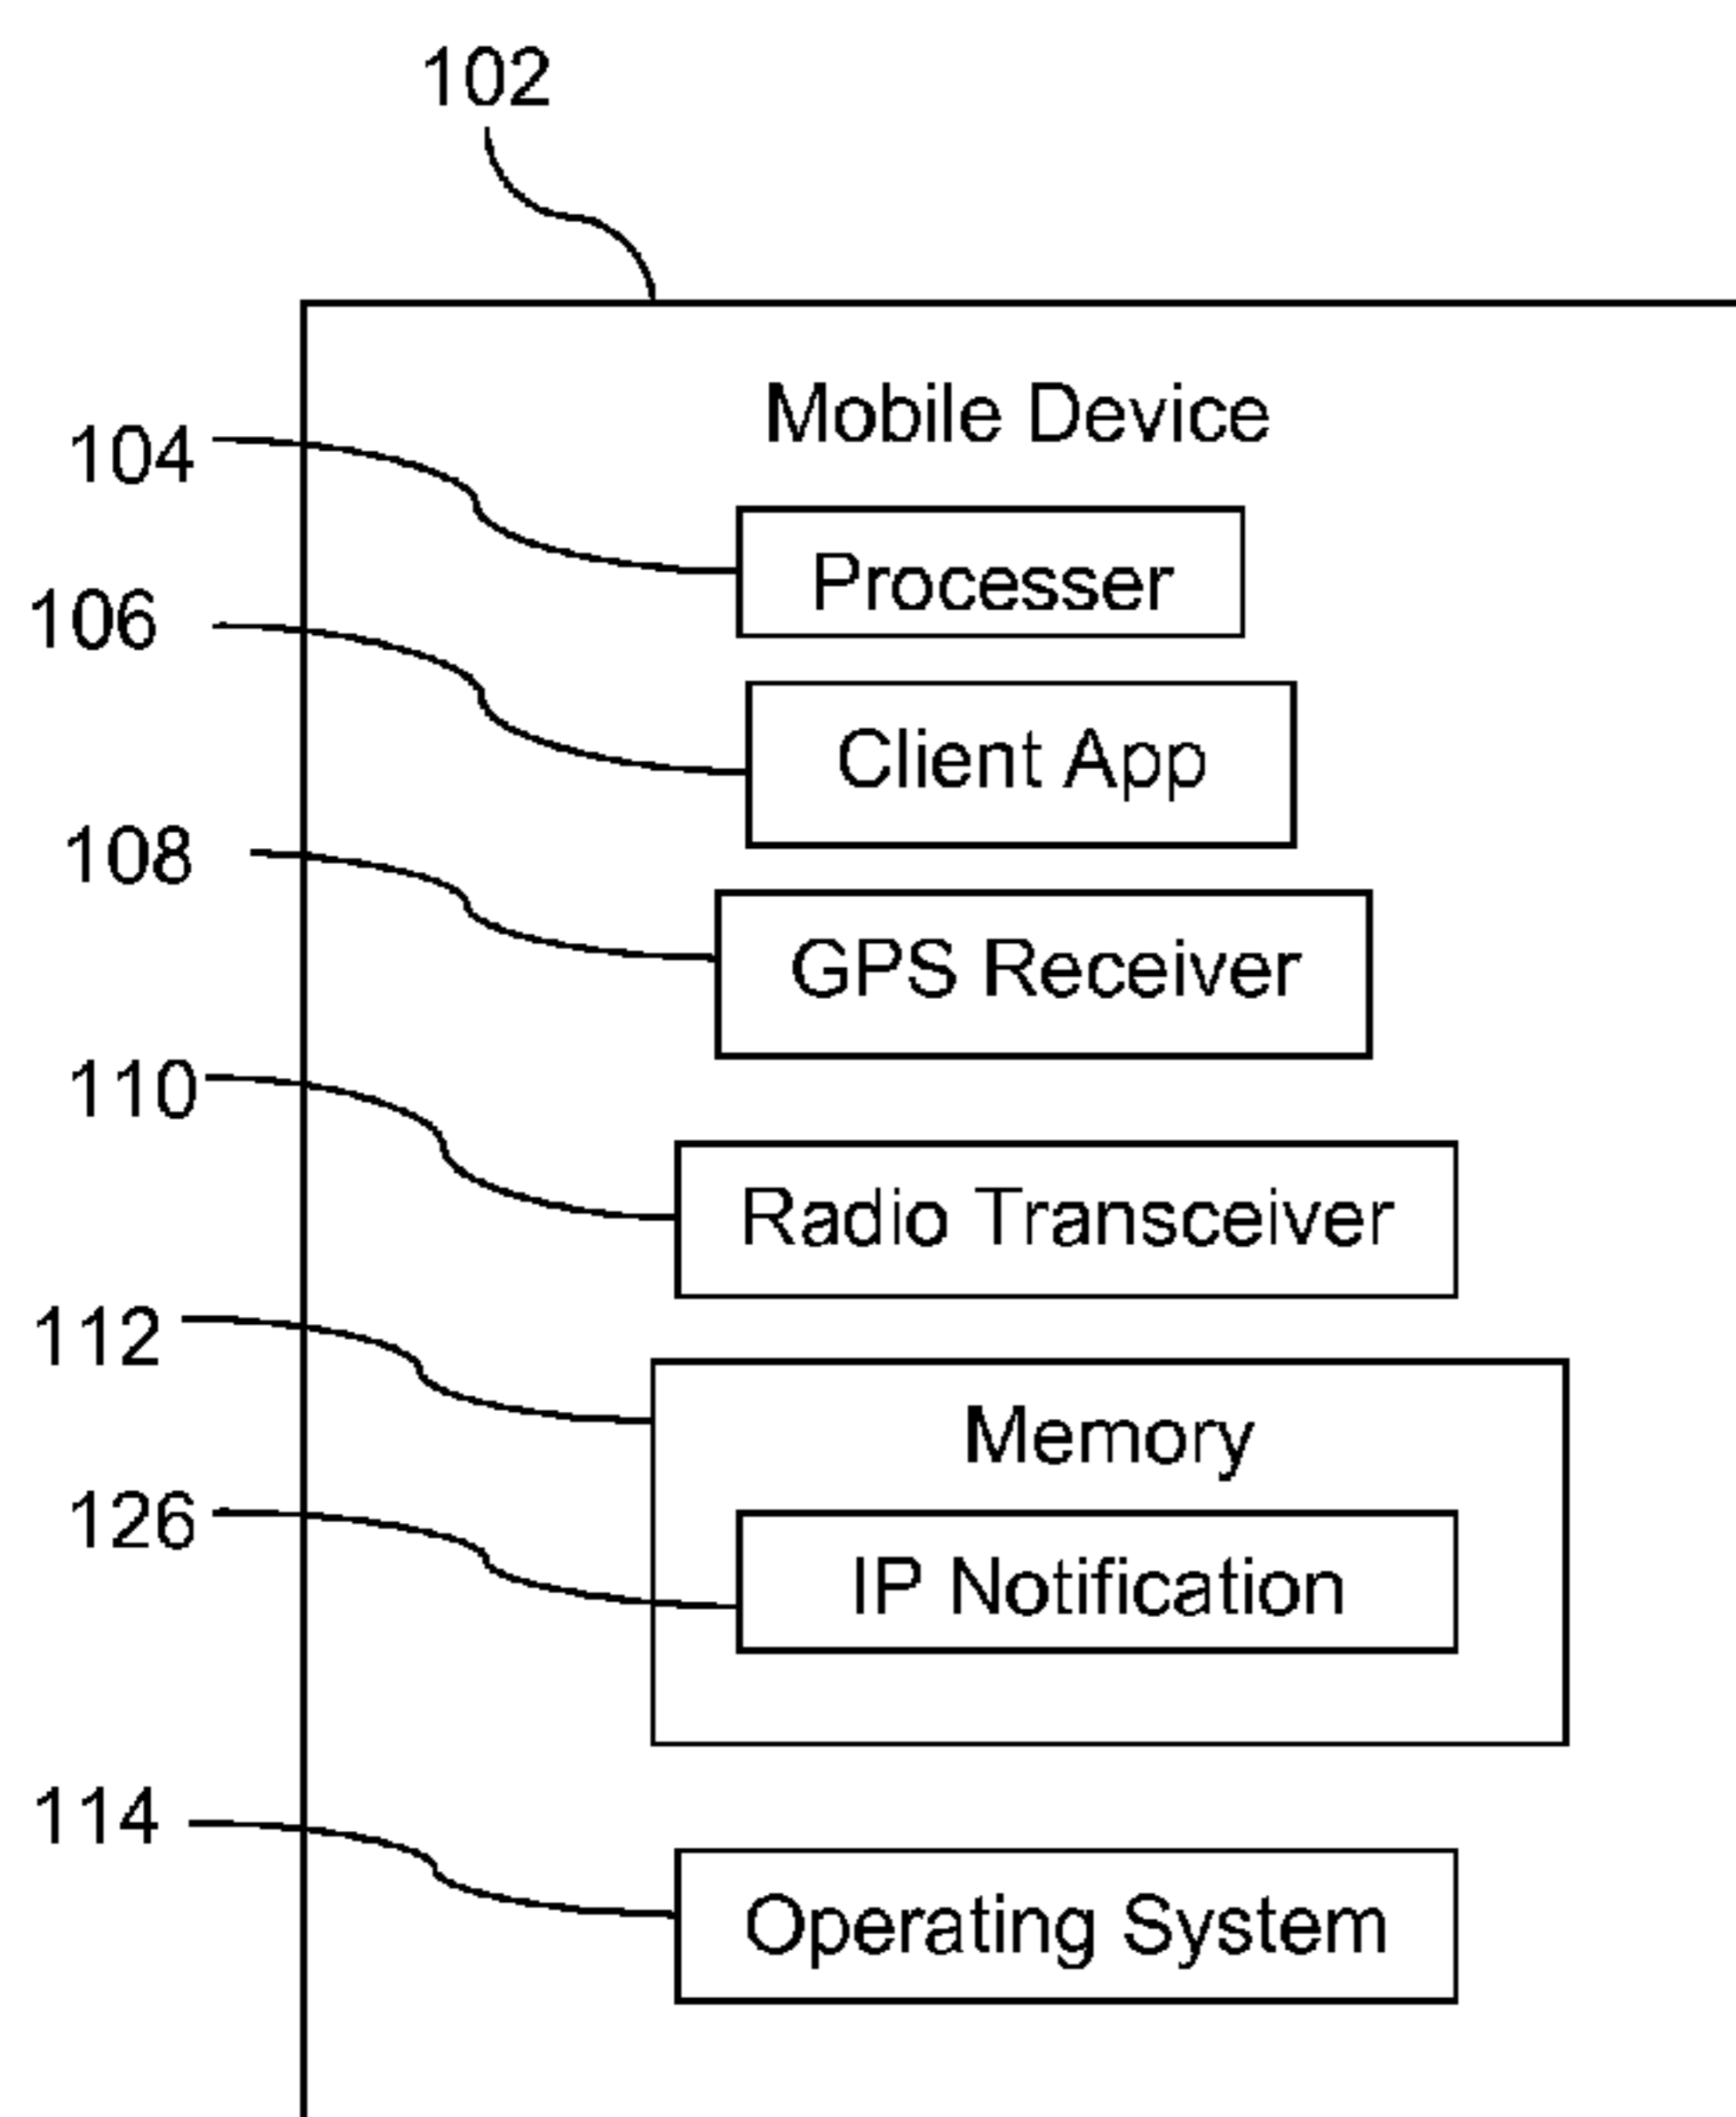 102
Mobile Device
104
Processer
106
Client App
108
GPS Receiver
110
Radio Transceiver
112
Memory
126
IP Notification
114
Operating System